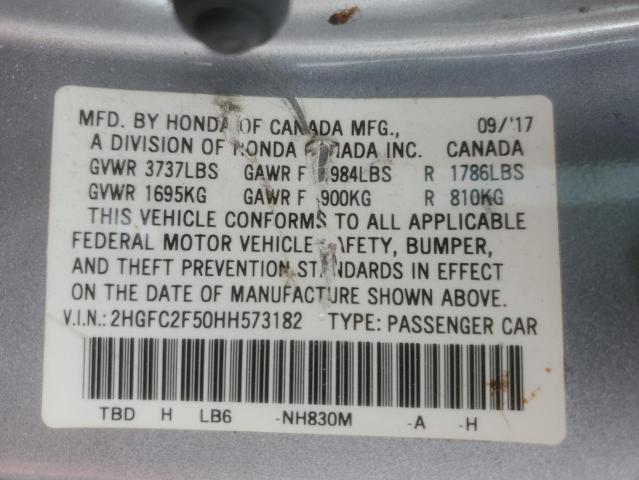 MFD. BY HONDA OF CANADA MFG., 09/'17
A DIVISION OF HONDA CANADA INC. CANADA
GVWR 3737LBS GAWR F 984LBS R 1786LBS
GVWR 1695KG GAWR F 900KG R 810KG
THIS VEHICLE CONFORMS TO ALL APPLICABLE
FEDERAL MOTOR VEHICLE SAFETY, BUMPER,
AND THEFT PREVENTION STANDARDS IN EFFECT
ON THE DATE OF MANUFACTURE SHOWN ABOVE.
V.I.N.: 2HGFC2F50HH573182 TYPE: PASSENGER CAR
TBD H LB6 -NH830M -A -H